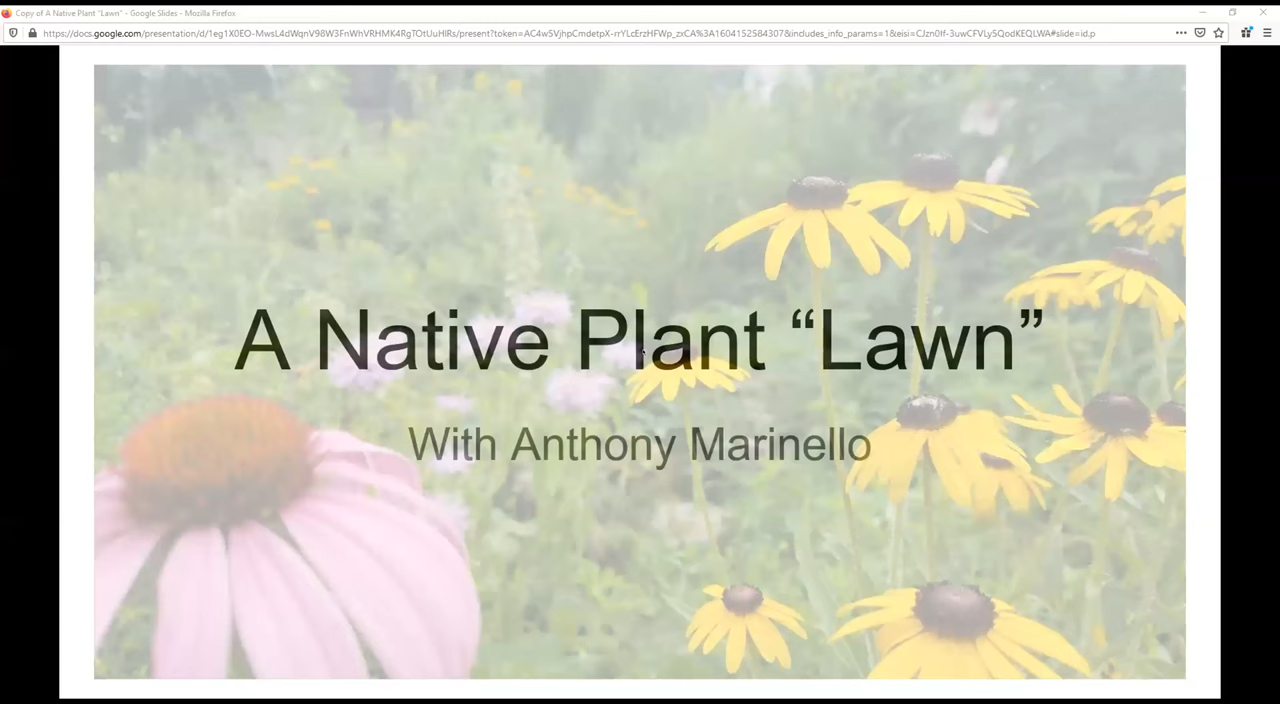 Copy of A Native Plant "Lawn" - Google Slides - Mozilla Firefox
https://docs.google.com/presentation/d/1eg1X0EO-MwsL4dWqnV98W3FnWhVRHMK4RgTOtUuHIRs/present?token=AC4w5VjhpCmdetpX-rrYLcErzHFWp_zxCA%3A1604152584307&includes_info_params=1&eisi=CJzn0If-3uwCFVLy5QodKEQLWA#slide=id.p
A Native Plant “Lawn”
With Anthony Marinello